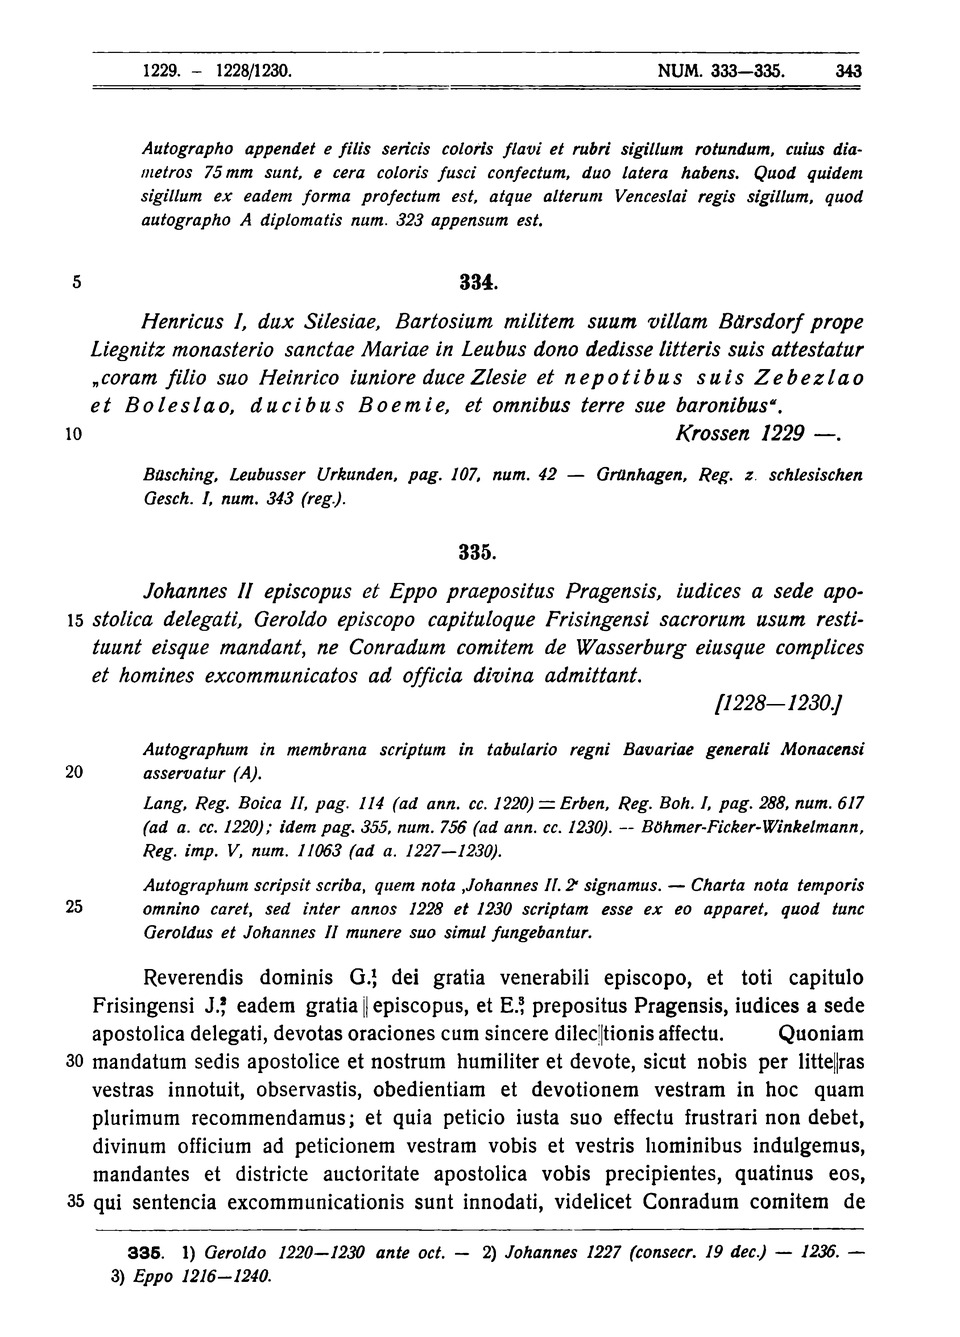 1229. – 1228/1230. NUM. 333—335. 343
Autographo appendet e filis sericis coloris flavi et rubri sigillum rotundum, cuius dia-
metros 75 mm sunt, e cera coloris fusci confectum, duo latera habens. Quod quidem
sigillum ex eadem forma profectum est, atque alterum Venceslai regis sigillum, quod
autographo A diplomatis num. 323 appensum est.
5 334.
Henricus I, dux Silesiae, Bartosium militem suum villam Bärsdorf prope
Liegnitz monasterio sanctae Mariae in Leubus dono dedisse litteris suis attestatur
„coram filio suo Heinrico iuniore duce Zlesie et nepotibus suis Zebezlao
et Boleslao, ducibus Boemie, et omnibus terre sue baronibus“.
10 Krossen 1229 —.
Büsching, Leubusser Urkunden, pag. 107, num. 42 — Grünhagen, Reg. z. schlesischen
Gesch. I, num. 343 (reg.).
335.
Johannes II episcopus et Eppo praepositus Pragensis, iudices a sede apo-
15 stolica delegati, Geroldo episcopo capituloque Frisingensi sacrorum usum resti-
tuunt eisque mandant, ne Conradum comitem de Wasserburg eiusque complices
et homines excommunicatos ad officia divina admittant.
[1228—1230.]
Autographum in membrana scriptum in tabulario regni Bavariae generali Monacensi
20 asservatur (A).
Lang, Reg. Boica II, pag. 114 (ad ann. cc. 1220) = Erben, Reg. Boh. I, pag. 288, num. 617
(ad a. cc. 1220); idem pag. 355, num. 756 (ad ann. cc. 1230). -- Böhmer-Ficker-Winkelmann,
Reg. imp. V, num. 11063 (ad a. 1227—1230).
Autographum scripsit scriba, quem nota ‚Johannes II. 2‘ signamus. — Charta nota temporis
25 omnino caret, sed inter annos 1228 et 1230 scriptam esse ex eo apparet, quod tunc
Geroldus et Johannes II munere suo simul fungebantur.
Reverendis dominis G.,¹ dei gratia venerabili episcopo, et toti capitulo
Frisingensi J.,² eadem gratia || episcopus, et E.,³ prepositus Pragensis, iudices a sede
apostolica delegati, devotas oraciones cum sincere dilec||tionis affectu. Quoniam
30 mandatum sedis apostolice et nostrum humiliter et devote, sicut nobis per litte||ras
vestras innotuit, observastis, obedientiam et devotionem vestram in hoc quam
plurimum recommendamus; et quia peticio iusta suo effectu frustrari non debet,
divinum officium ad peticionem vestram vobis et vestris hominibus indulgemus,
mandantes et districte auctoritate apostolica vobis precipientes, quatinus eos,
35 qui sentencia excommunicationis sunt innodati, videlicet Conradum comitem de
335. 1) Geroldo 1220—1230 ante oct. — 2) Johannes 1227 (consecr. 19 dec.) — 1236. —
3) Eppo 1216—1240.